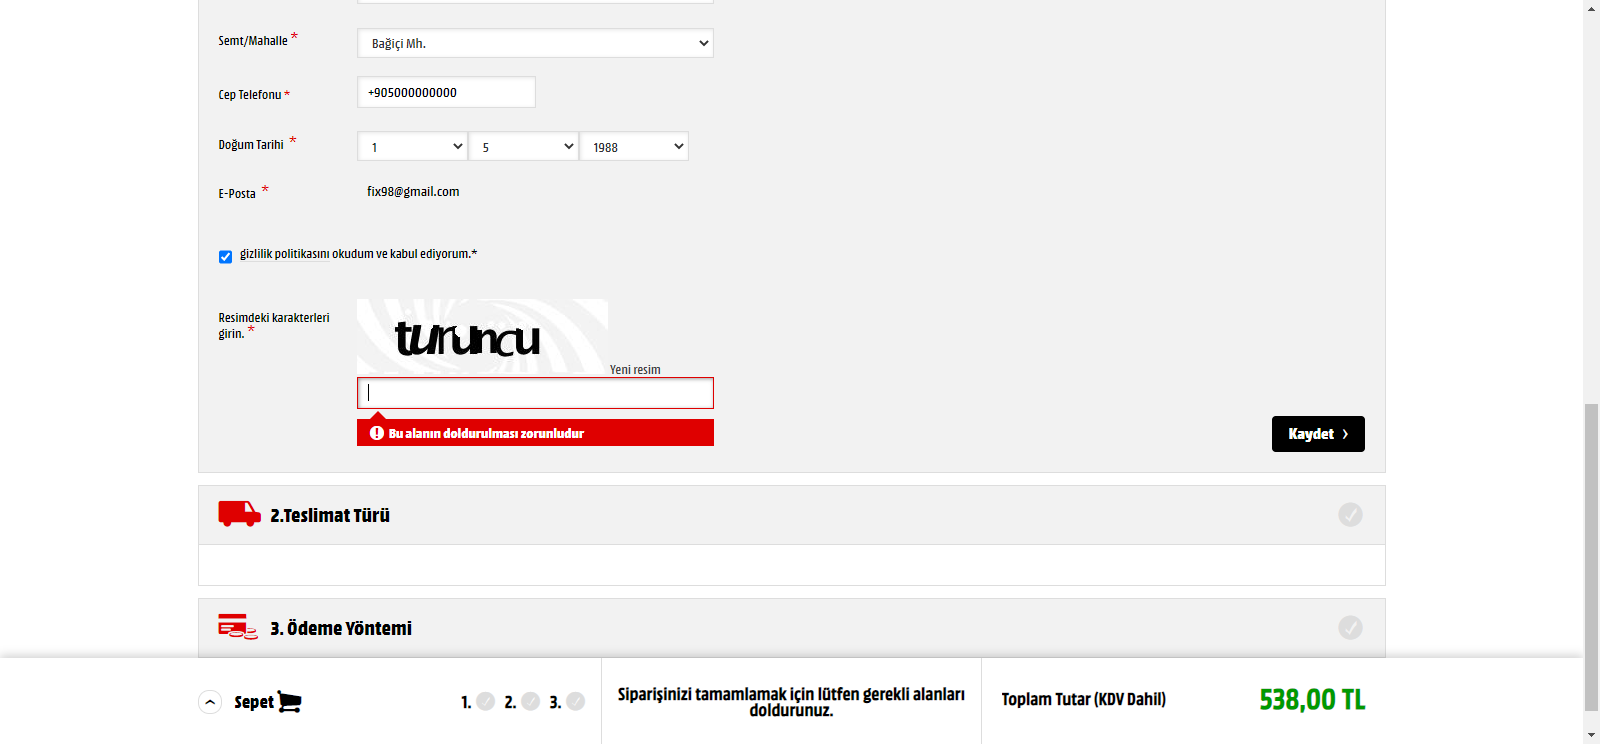 Semt/Mahalle *
Bağiçi Mh.
Cep Telefonu *
+905000000000
Doğum Tarihi *
1 5 1988
E-Posta *
fix98@gmail.com
gizlilik politikasını okudum ve kabul ediyorum.*
Resimdeki karakterleri
girin. *
turuncu
Yeni resim
Bu alanın doldurulması zorunludur
Kaydet
2.Teslimat Türü
3. Ödeme Yöntemi
Sepet
1. 2. 3.
Siparişinizi tamamlamak için lütfen gerekli alanları
doldurunuz.
Toplam Tutar (KDV Dahil)
538,00 TL